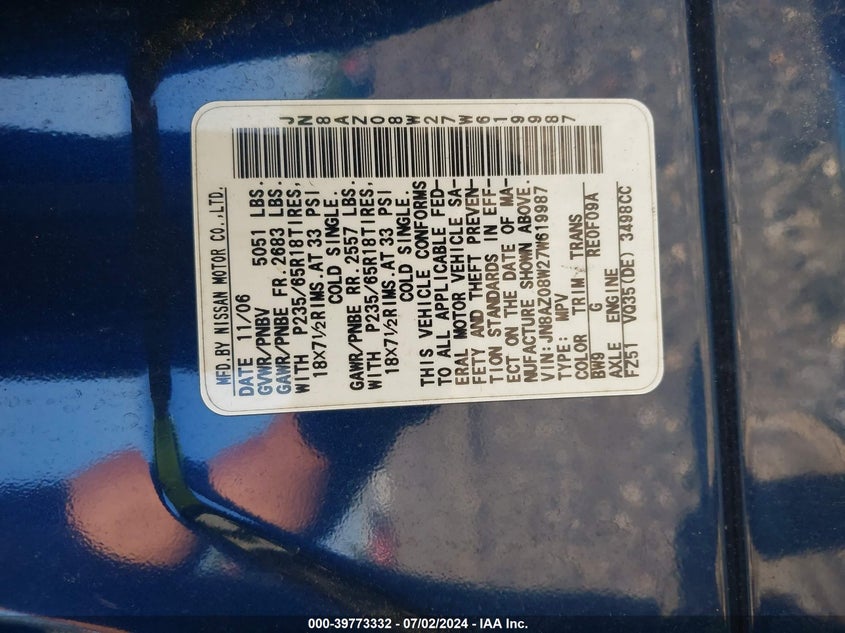 JN8AZ08W27W619987
MFD.BY NISSAN MOTOR CO.,LTD.
DATE 11/06
GVWR/PNBV 5051 LBS.
GAWR/PNBE FR.2683 LBS.
WITH P235/65R18TIRES,
18X7½RIMS.AT 33 PSI
COLD SINGLE.
GAWR/PNBE RR.2557 LBS.
WITH P235/65R18TIRES,
18X7½RIMS.AT 33 PSI
COLD SINGLE.
THIS VEHICLE CONFORMS
TO ALL APPLICABLE FED-
ERAL MOTOR VEHICLE SA-
FETY AND THEFT PREVEN-
TION STANDARDS IN EFF-
ECT ON THE DATE OF MA-
NUFACTURE SHOWN ABOVE.
VIN:JN8AZ08W27W619987
TYPE: MPV
COLOR TRIM TRANS
BW9 G RE0F09A
AXLE ENGINE
FZ51 VQ35(DE) 3498CC
000-39773332 - 07/02/2024 - IAA Inc.